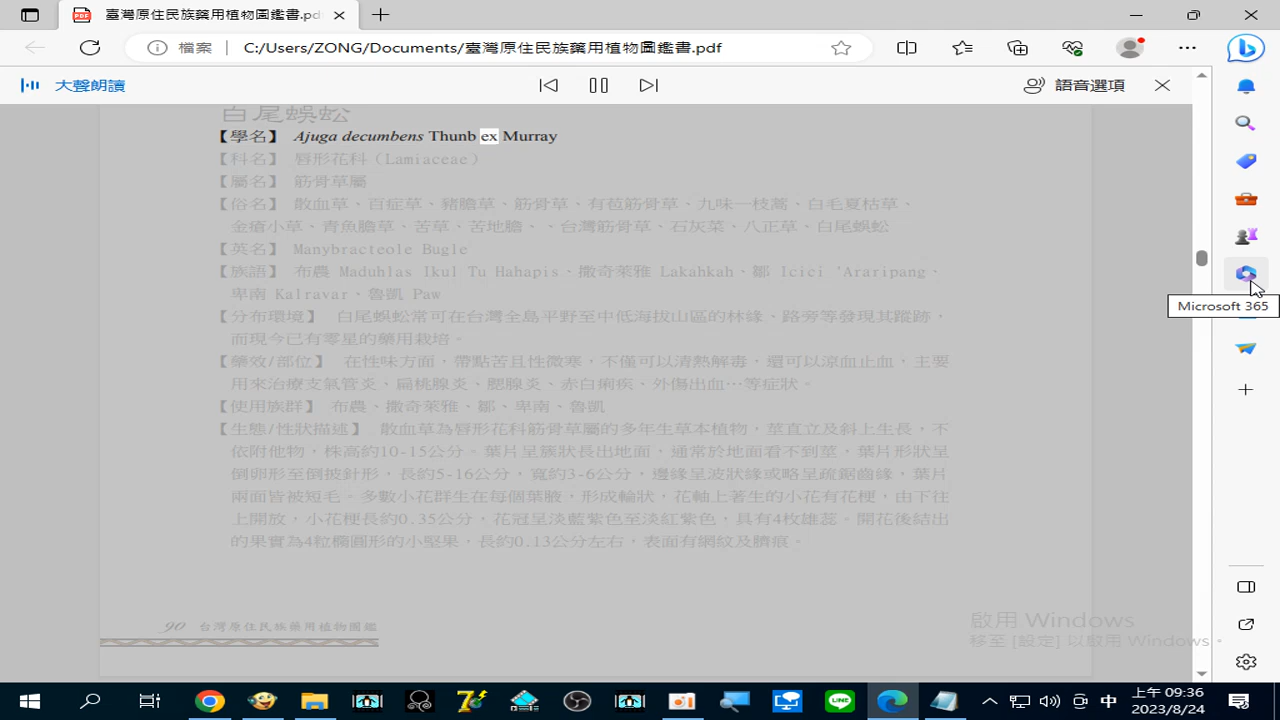 臺灣原住民族藥用植物圖鑑書.pdf
檔案
C:/Users/ZONG/Documents/臺灣原住民族藥用植物圖鑑書.pdf
大聲朗讀
語音選項
白尾蜈蚣
【學名】 Ajuga decumbens Thunb ex Murray
【科名】 唇形花科（Lamiaceae）
【屬名】 筋骨草屬
【俗名】 散血草、百症草、豬膽草、筋骨草、有苞筋骨草、九味一枝蒿、白毛夏枯草、
金瘡小草、青魚膽草、苦草、苦地膽、、台灣筋骨草、石灰菜、八正草、白尾蜈蚣
【英名】 Manybracteole Bugle
【族語】 布農 Maduhlas Ikul Tu Hahapis、撒奇萊雅 Lakahkah、鄒 Icici ‘Araripang、
卑南 Kalravar、魯凱 Paw
【分布環境】 白尾蜈蚣常可在台灣全島平野至中低海拔山區的林緣、路旁等發現其蹤跡，
而現今已有零星的藥用栽培。
【藥效/部位】 在性味方面，帶點苦且性微寒，不僅可以清熱解毒，還可以涼血止血，主要
用來治療支氣管炎、扁桃腺炎、腮腺炎、赤白痢疾、外傷出血…等症狀。
【使用族群】 布農、撒奇萊雅、鄒、卑南、魯凱
【生態/性狀描述】 散血草為唇形花科筋骨草屬的多年生草本植物，莖直立及斜上生長，不
依附他物，株高約10-15公分。葉片呈簇狀長出地面，通常於地面看不到莖，葉片形狀呈
倒卵形至倒披針形，長約5-16公分，寬約3-6公分，邊緣呈波狀緣或略呈疏鋸齒緣，葉片
兩面皆被短毛。多數小花群生在每個葉腋，形成輪狀，花軸上著生的小花有花梗，由下往
上開放，小花梗長約0.35公分，花冠呈淡藍紫色至淡紅紫色，具有4枚雄蕊。開花後結出
的果實為4粒橢圓形的小堅果，長約0.13公分左右，表面有網紋及臍痕。
90 台灣原住民族藥用植物圖鑑
Microsoft 365
啟用 Windows
移至 [設定] 以啟用 Windows。
中
上午 09:36
2023/8/24